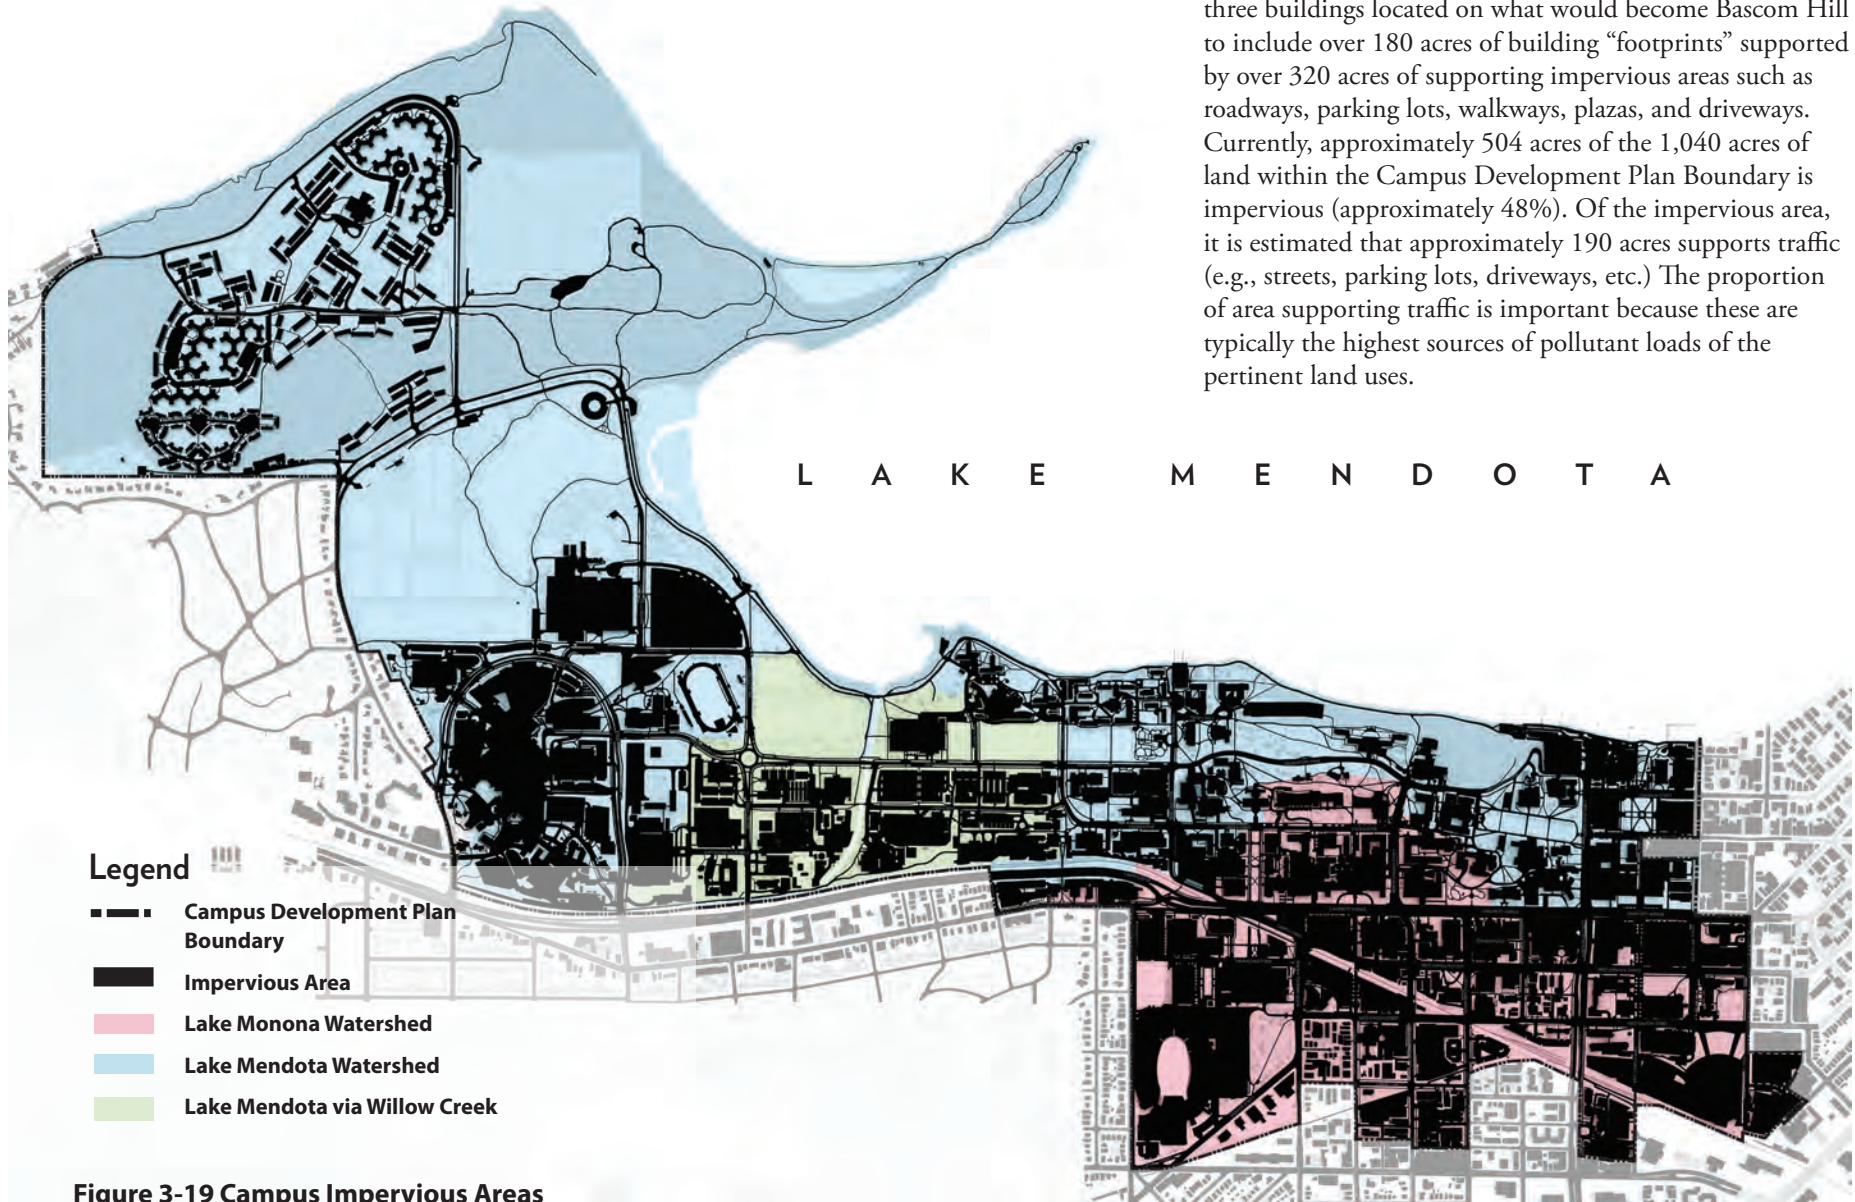 three buildings located on what would become Bascom Hill
to include over 180 acres of building “footprints” supported
by over 320 acres of supporting impervious areas such as
roadways, parking lots, walkways, plazas, and driveways.
Currently, approximately 504 acres of the 1,040 acres of
land within the Campus Development Plan Boundary is
impervious (approximately 48%). Of the impervious area,
it is estimated that approximately 190 acres supports traffic
(e.g., streets, parking lots, driveways, etc.) The proportion
of area supporting traffic is important because these are
typically the highest sources of pollutant loads of the
pertinent land uses.
LAKE MENDOTA
Legend
Campus Development Plan
Boundary
Impervious Area
Lake Monona Watershed
Lake Mendota Watershed
Lake Mendota via Willow Creek
Figure 3-19 Campus Impervious Areas